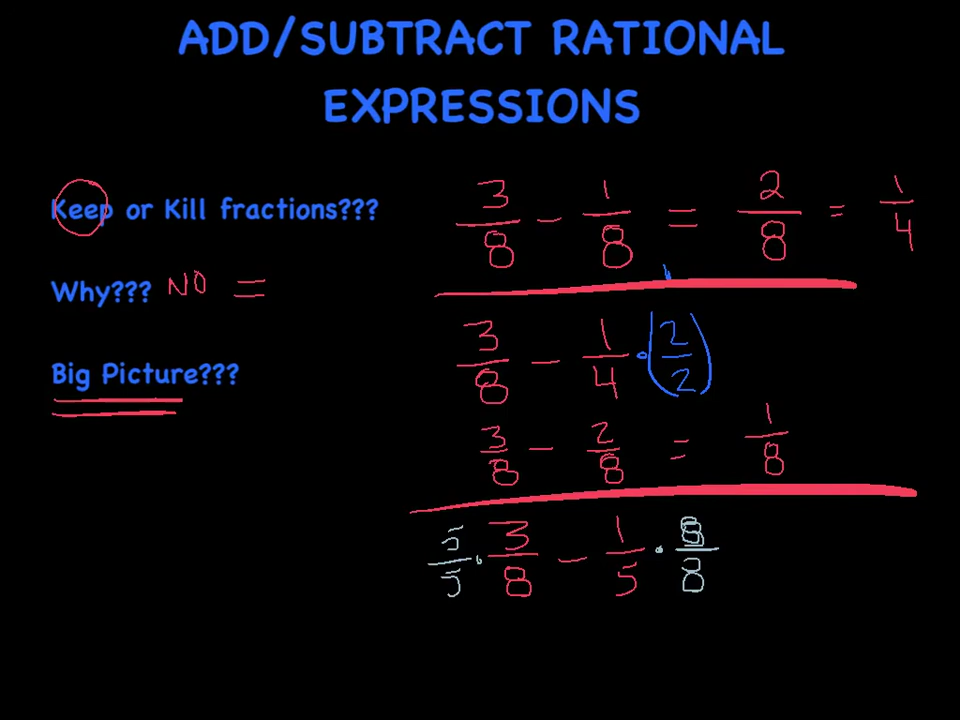 ADD/SUBTRACT RATIONAL
EXPRESSIONS
Keep or Kill fractions???
Why??? NO =
Big Picture???
3/8 - 1/8 = 2/8 = 1/4
3/8 - 1/4 · (2/2)
3/8 - 2/8 = 1/8
5/5 · 3/8 - 1/5 · 8/8